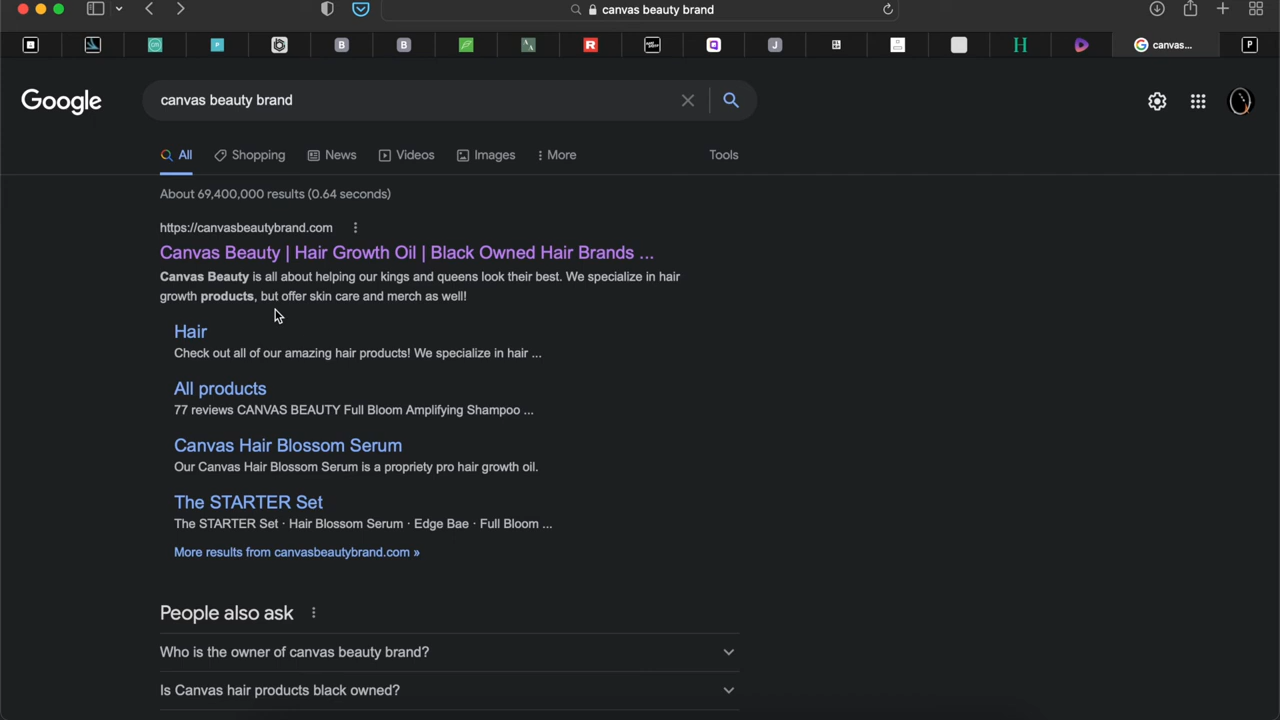 canvas beauty brand
canvas...
Google
canvas beauty brand
All
Shopping
News
Videos
Images
More
Tools
About 69,400,000 results (0.64 seconds)
https://canvasbeautybrand.com
Canvas Beauty | Hair Growth Oil | Black Owned Hair Brands ...
Canvas Beauty is all about helping our kings and queens look their best. We specialize in hair
growth products, but offer skin care and merch as well!
Hair
Check out all of our amazing hair products! We specialize in hair ...
All products
77 reviews CANVAS BEAUTY Full Bloom Amplifying Shampoo ...
Canvas Hair Blossom Serum
Our Canvas Hair Blossom Serum is a propriety pro hair growth oil.
The STARTER Set
The STARTER Set · Hair Blossom Serum · Edge Bae · Full Bloom ...
More results from canvasbeautybrand.com »
People also ask
Who is the owner of canvas beauty brand?
Is Canvas hair products black owned?